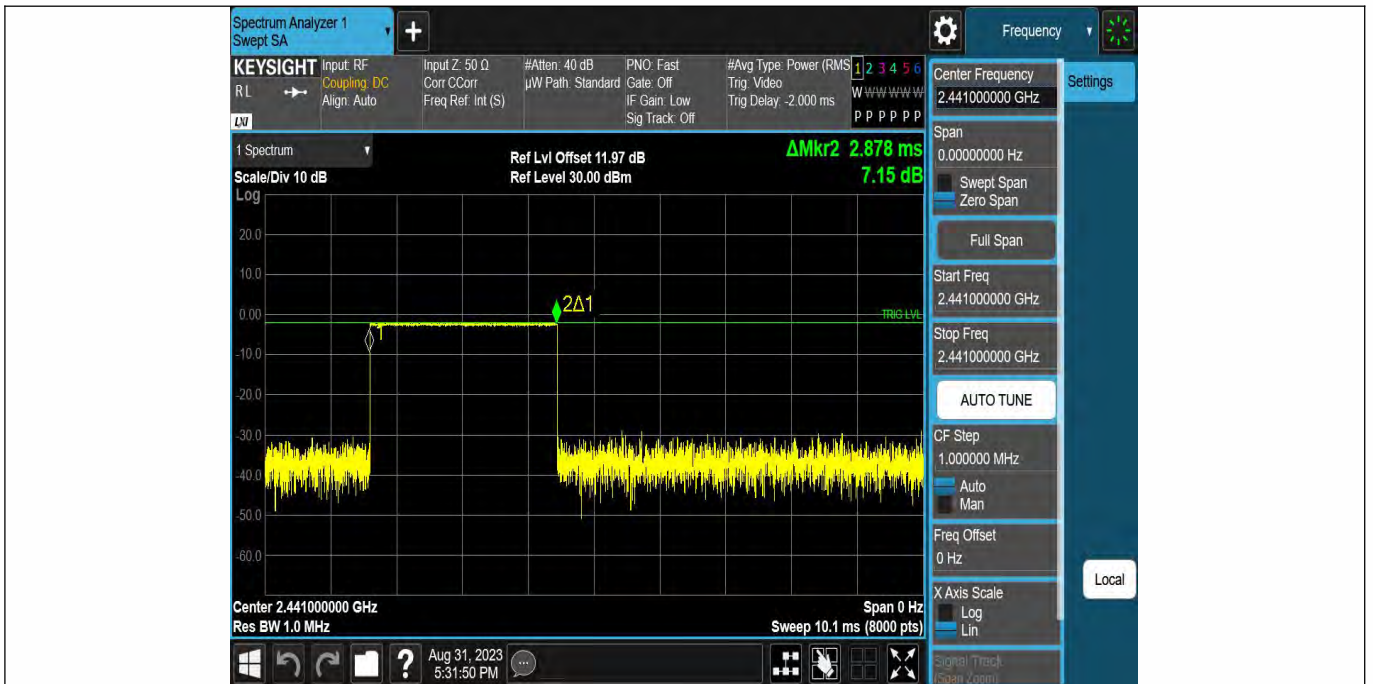 Spectrum Analyzer 1
Swept SA
+
Frequency
KEYSIGHT
RL
LXI
Input: RF
Coupling: DC
Align: Auto
Input Z: 50 Ω
Corr CCorr
Freq Ref: Int (S)
#Atten: 40 dB
µW Path: Standard
PNO: Fast
Gate: Off
IF Gain: Low
Sig Track: Off
#Avg Type: Power (RMS
Trig: Video
Trig Delay: -2.000 ms
1 2 3 4 5 6
W W W W W W
P P P P P P
1 Spectrum
Scale/Div 10 dB
Ref Lvl Offset 11.97 dB
Ref Level 30.00 dBm
ΔMkr2 2.878 ms
7.15 dB
Log
20.0
10.0
0.00
-10.0
-20.0
-30.0
-40.0
-50.0
-60.0
2Δ1
TRIG LVL
Center 2.441000000 GHz
Res BW 1.0 MHz
Span 0 Hz
Sweep 10.1 ms (8000 pts)
Center Frequency
2.441000000 GHz
Settings
Span
0.00000000 Hz
Swept Span
Zero Span
Full Span
Start Freq
2.441000000 GHz
Stop Freq
2.441000000 GHz
AUTO TUNE
CF Step
1.000000 MHz
Auto
Man
Freq Offset
0 Hz
X Axis Scale
Log
Lin
Signal Track
(Span Zoom)
Local
?
Aug 31, 2023
5:31:50 PM